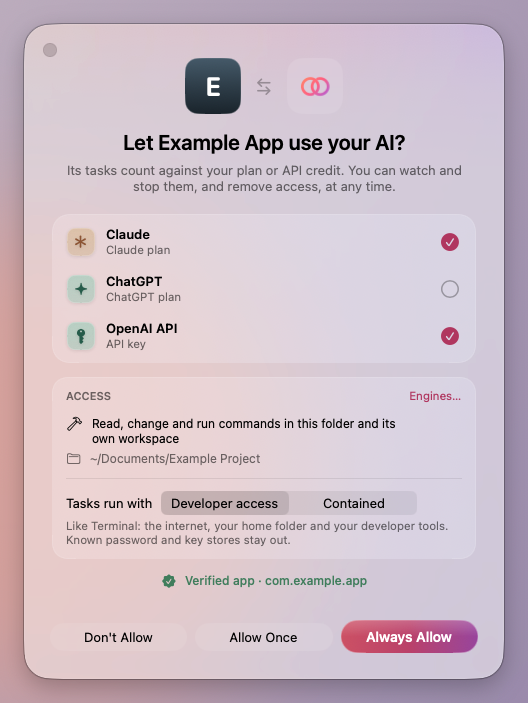 E
Let Example App use your AI?
Its tasks count against your plan or API credit. You can watch and
stop them, and remove access, at any time.
Claude
Claude plan
ChatGPT
ChatGPT plan
OpenAI API
API key
ACCESS
Engines...
Read, change and run commands in this folder and its
own workspace
~/Documents/Example Project
Tasks run with
Developer access
Contained
Like Terminal: the internet, your home folder and your developer tools.
Known password and key stores stay out.
Verified app · com.example.app
Don't Allow
Allow Once
Always Allow